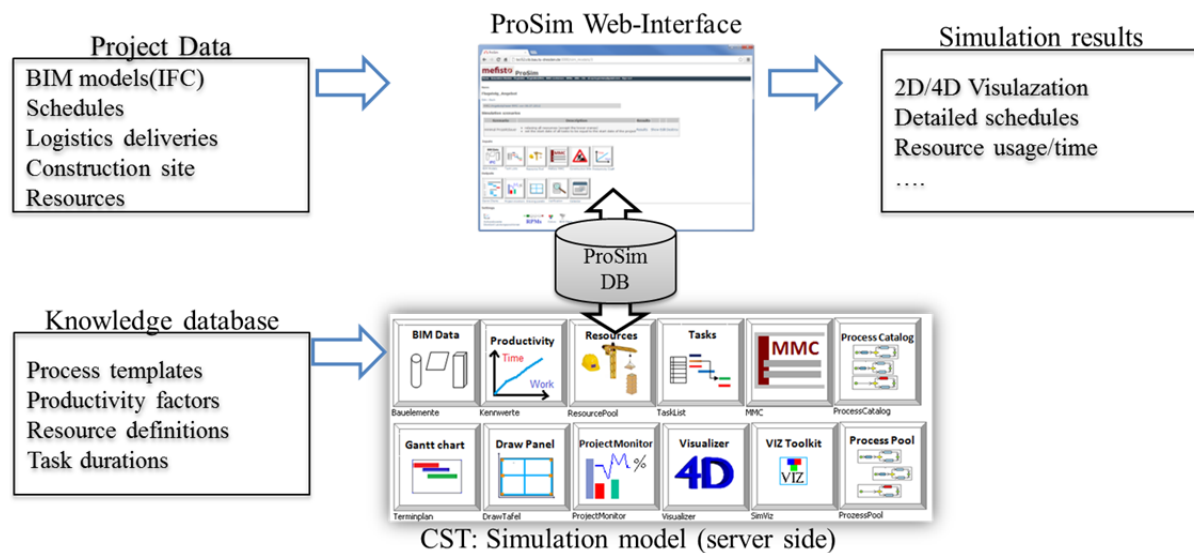 ProSim Web-Interface
Project Data
BIM models(IFC)
Schedules
Logistics deliveries
Construction site
Resources
mefisto ProSim
Simulation results
2D/4D Visulazation
Detailed schedules
Resource usage/time
....
ProSim
DB
Knowledge database
Process templates
Productivity factors
Resource definitions
Task durations
BIM Data
Productivity
Time
Work
Resources
Tasks
MMC
Process Catalog
Bauelemente
Kennwerte
ResourcePool
TaskList
MMC
ProcessCatalog
Gantt chart
Draw Panel
ProjectMonitor
%
Visualizer
4D
VIZ Toolkit
VIZ
Process Pool
Terminplan
DrawTafel
ProjectMonitor
Visualizer
SimViz
ProzessPool
CST: Simulation model (server side)